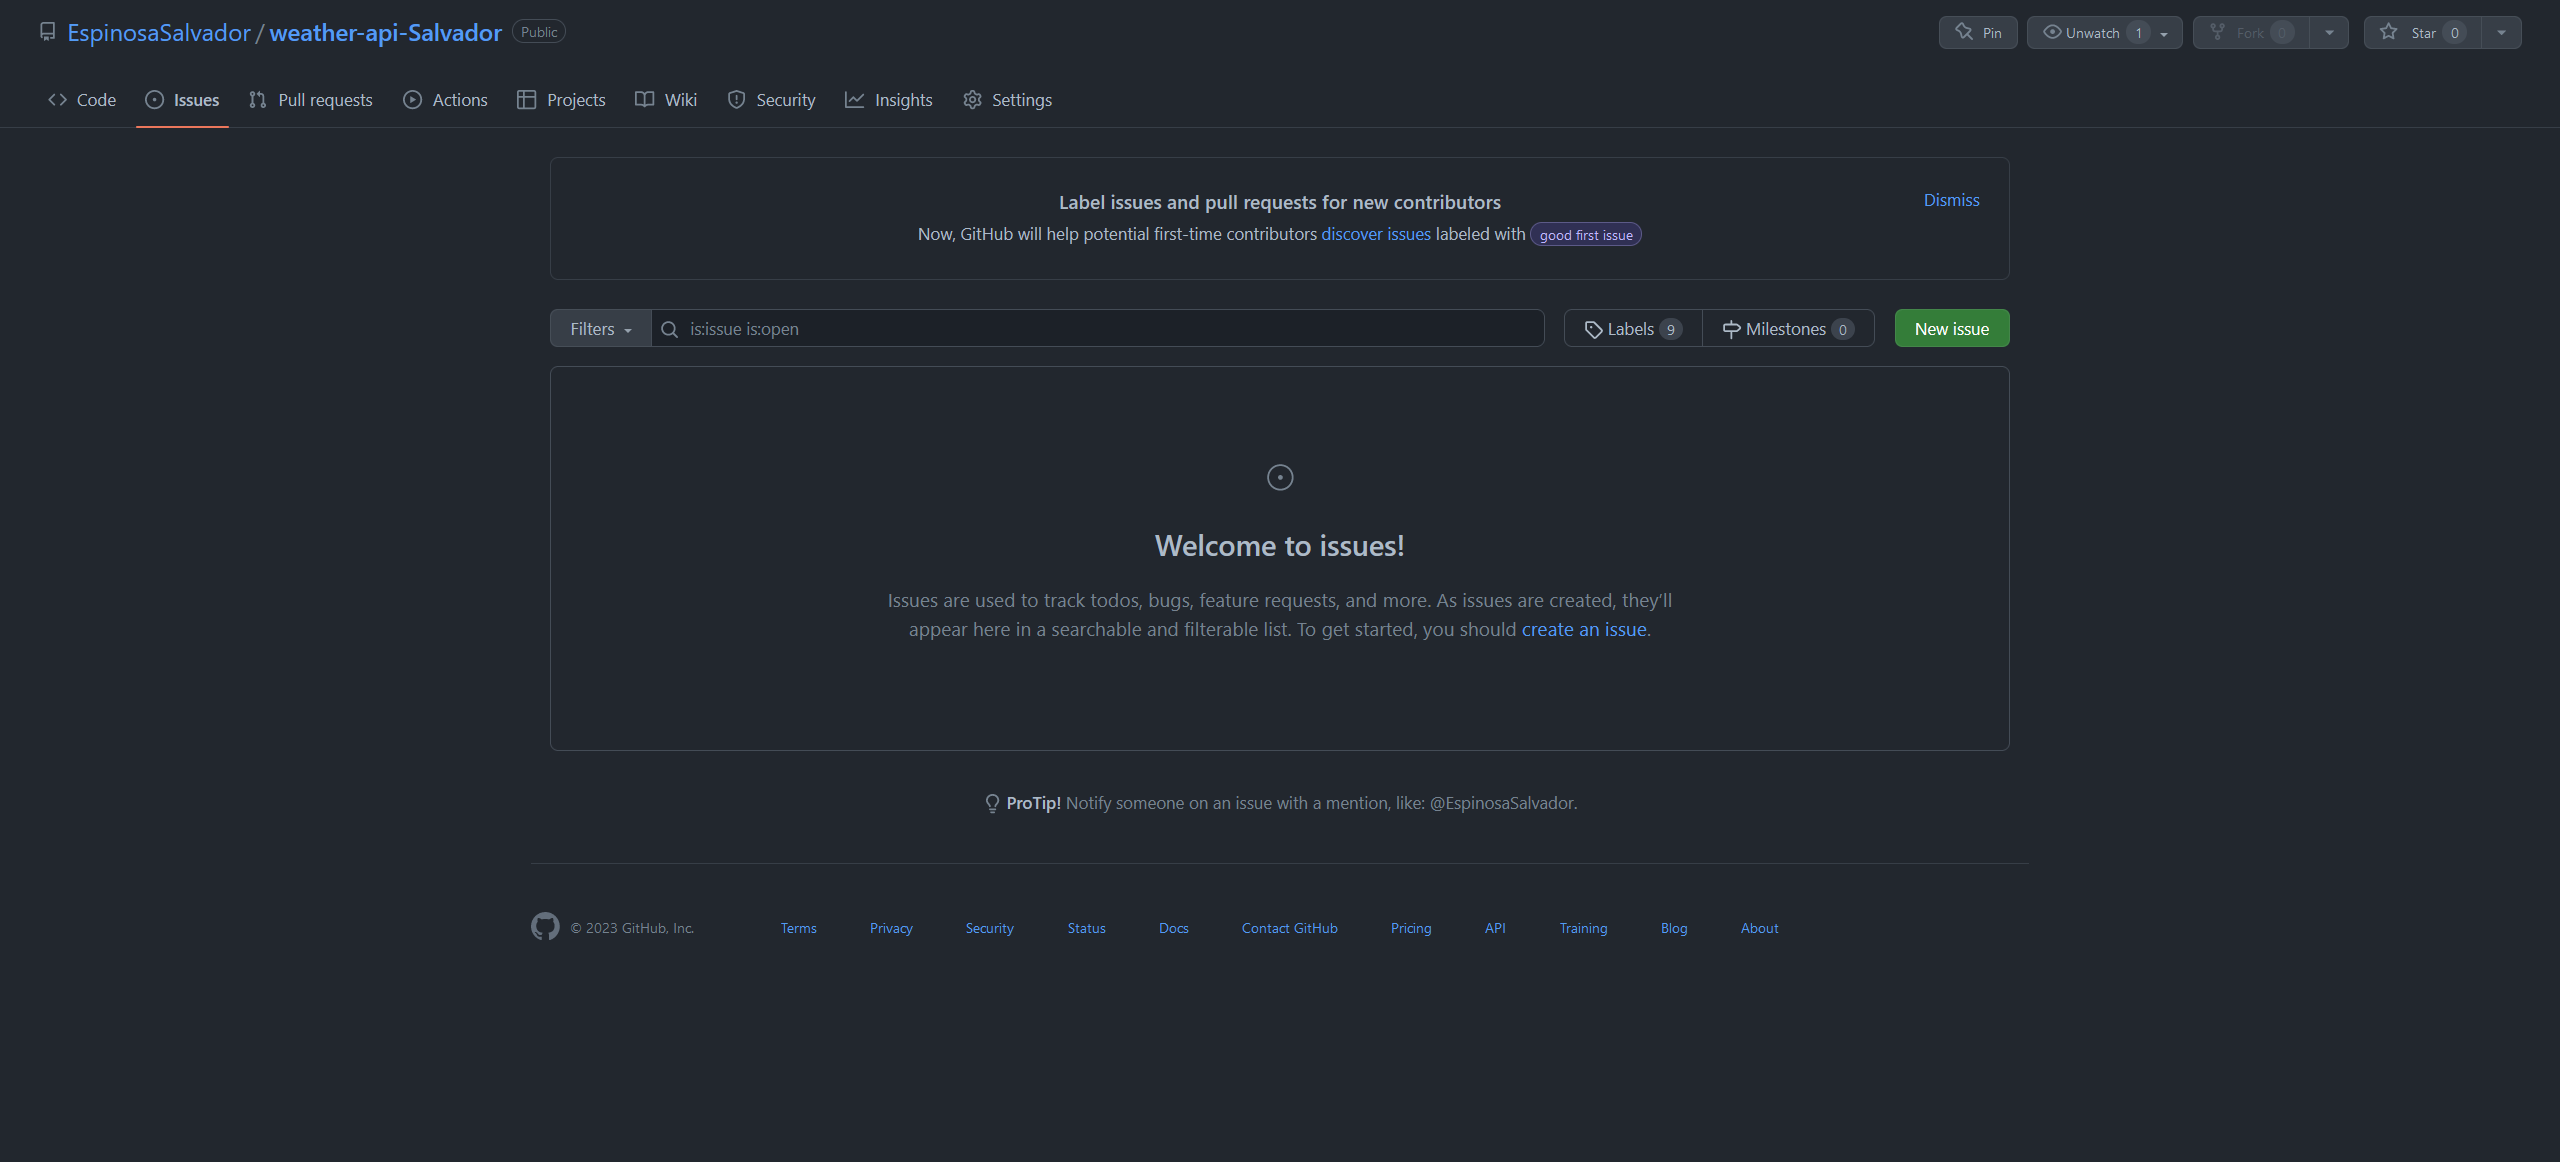 EspinosaSalvador / weather-api-Salvador Public
Pin Unwatch 1 Fork 0 Star 0
Code Issues Pull requests Actions Projects Wiki Security Insights Settings
Label issues and pull requests for new contributors
Dismiss
Now, GitHub will help potential first-time contributors discover issues labeled with good first issue
Filters is:issue is:open Labels 9 Milestones 0 New issue
Welcome to issues!
Issues are used to track todos, bugs, feature requests, and more. As issues are created, they’ll
appear here in a searchable and filterable list. To get started, you should create an issue.
ProTip! Notify someone on an issue with a mention, like: @EspinosaSalvador.
© 2023 GitHub, Inc. Terms Privacy Security Status Docs Contact GitHub Pricing API Training Blog About